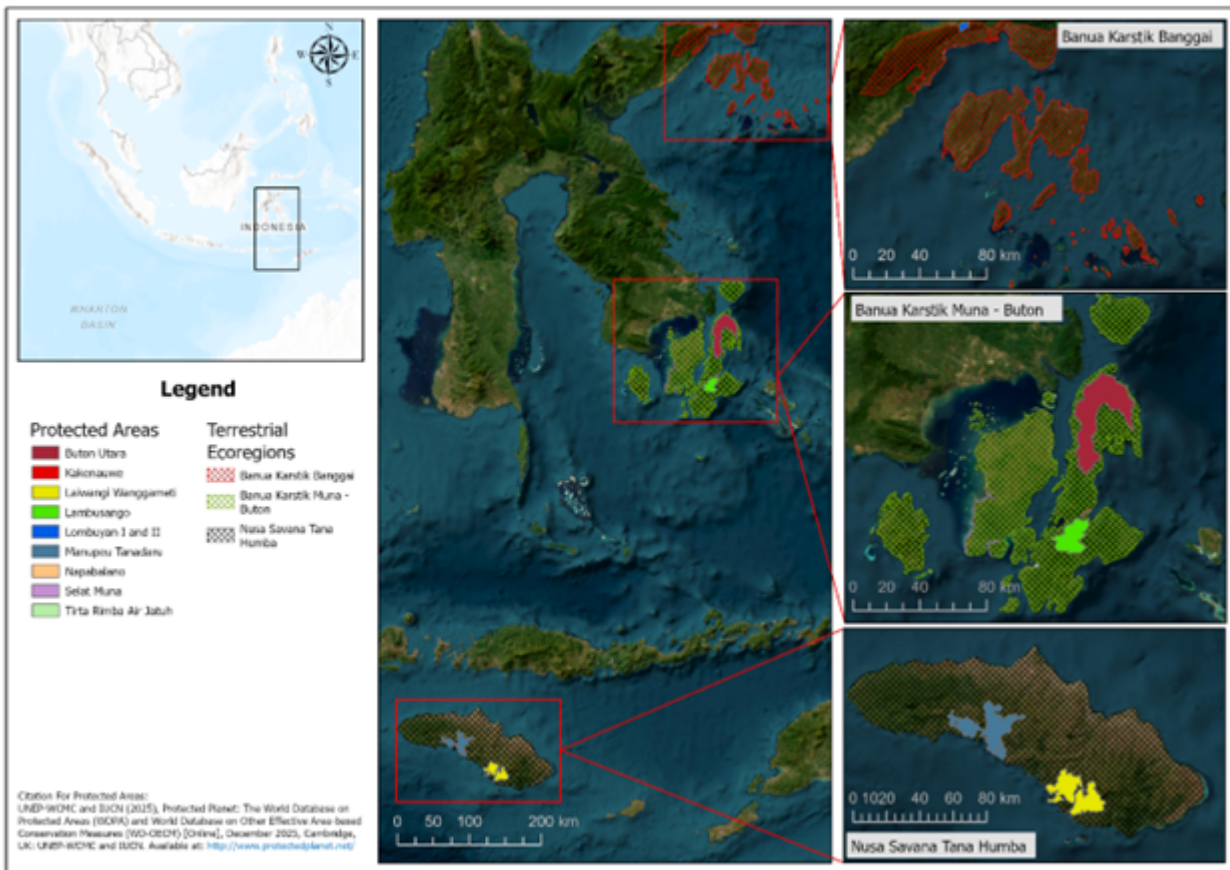 N
W E
S
INDONESIA
WHARTON
BASIN
Legend
Protected Areas
Buton Utara
Kakenauwe
Laiwangi Wanggameti
Lambusango
Lombuyan I and II
Manupeu Tanadaru
Napabalano
Selat Muna
Tirta Rimba Air Jatuh
Terrestrial
Ecoregions
Banua Karstik Banggai
Banua Karstik Muna -
Buton
Nusa Savana Tana
Humba
Citation For Protected Areas:
UNEP-WCMC and IUCN (2025), Protected Planet: The World Database on
Protected Areas (WDPA) and World Database on Other Effective Area-based
Conservation Measures (WD-OECM) [Online], December 2025, Cambridge,
UK: UNEP-WCMC and IUCN. Available at: http://www.protectedplanet.net/
0 50 100 200 km
Banua Karstik Banggai
0 20 40 80 km
Banua Karstik Muna - Buton
0 20 40 80 km
0 1020 40 60 80 km
Nusa Savana Tana Humba